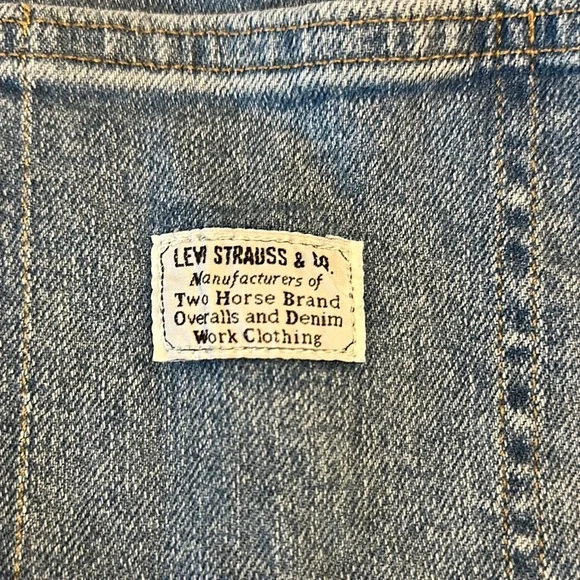 LEVI STRAUSS & Co.
Manufacturers of
Two Horse Brand
Overalls and Denim
Work Clothing